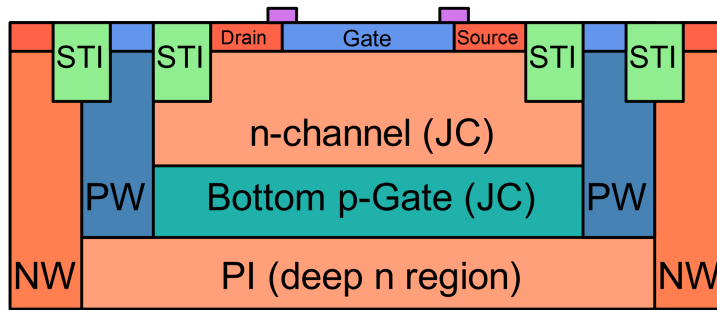 Drain Gate Source
STI STI STI STI
n-channel (JC)
PW Bottom p-Gate (JC) PW
NW PI (deep n region) NW